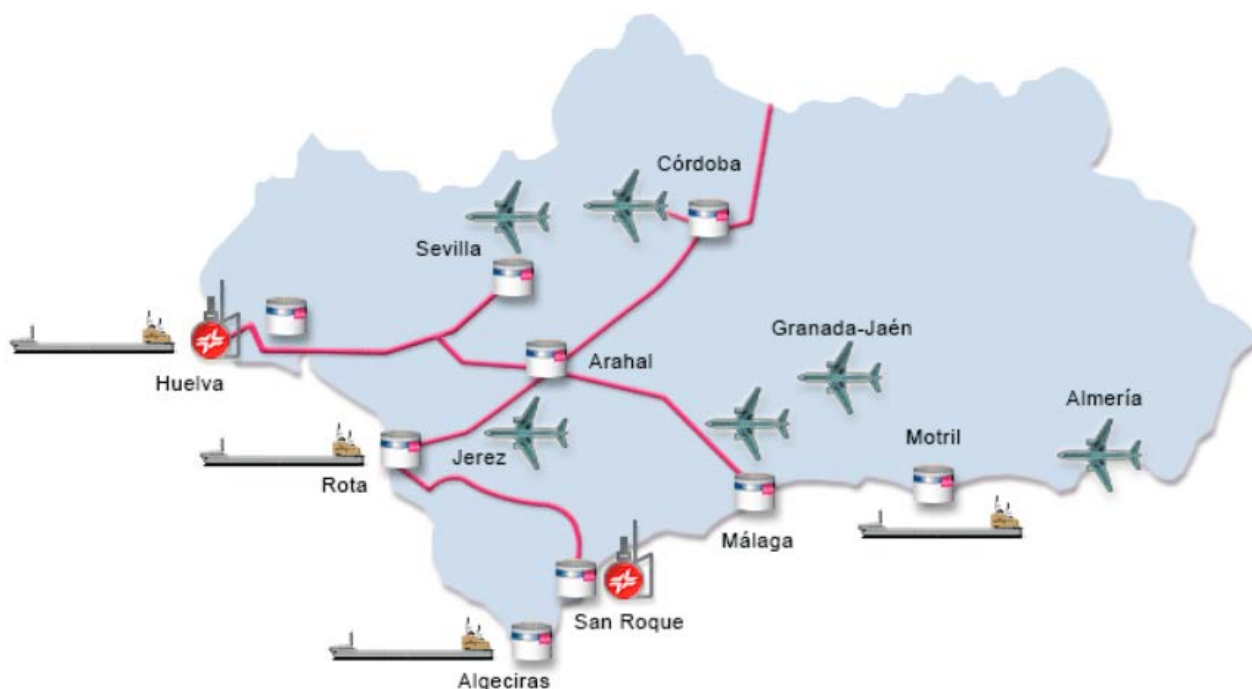 Córdoba
Sevilla
Granada-Jaén
Arahal
Huelva
Almería
Motril
Jerez
Rota
Málaga
San Roque
Algeciras